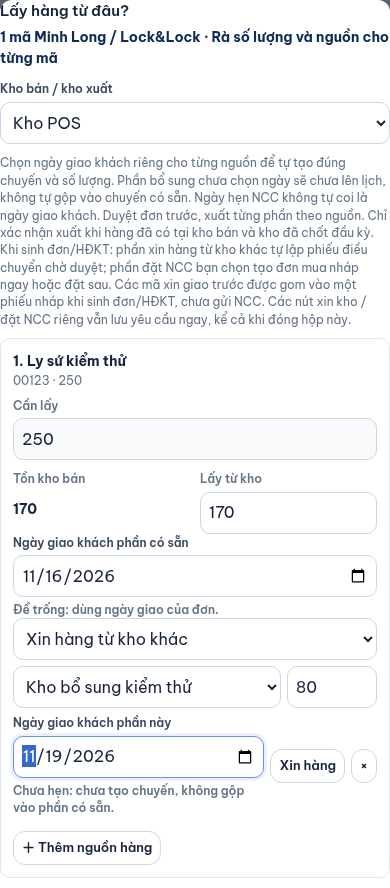 Lấy hàng từ đâu?
1 mã Minh Long / Lock&Lock · Rà số lượng và nguồn cho
từng mã
Kho bán / kho xuất
Kho POS
Chọn ngày giao khách riêng cho từng nguồn để tự tạo đúng
chuyến và số lượng. Phần bổ sung chưa chọn ngày sẽ chưa lên lịch,
không tự gộp vào chuyến có sẵn. Ngày hẹn NCC không tự coi là
ngày giao khách. Duyệt đơn trước, xuất từng phần theo nguồn. Chỉ
xác nhận xuất khi hàng đã có tại kho bán và kho đã chốt đầu kỳ.
Khi sinh đơn/HĐKT: phần xin hàng từ kho khác tự lập phiếu điều
chuyển chờ duyệt; phần đặt NCC bạn chọn tạo đơn mua nháp
ngay hoặc đặt sau. Các mã xin giao trước được gom vào một
phiếu nháp khi sinh đơn/HĐKT, chưa gửi NCC. Các nút xin kho /
đặt NCC riêng vẫn lưu yêu cầu ngay, kể cả khi đóng hộp này.
1. Ly sứ kiểm thử
00123 · 250
Cần lấy
250
Tồn kho bán
Lấy từ kho
170
170
Ngày giao khách phần có sẵn
11/16/2026
Để trống: dùng ngày giao của đơn.
Xin hàng từ kho khác
Kho bổ sung kiểm thử
80
Ngày giao khách phần này
11/19/2026
Xin hàng
×
Chưa hẹn: chưa tạo chuyến, không gộp
vào phần có sẵn.
+ Thêm nguồn hàng